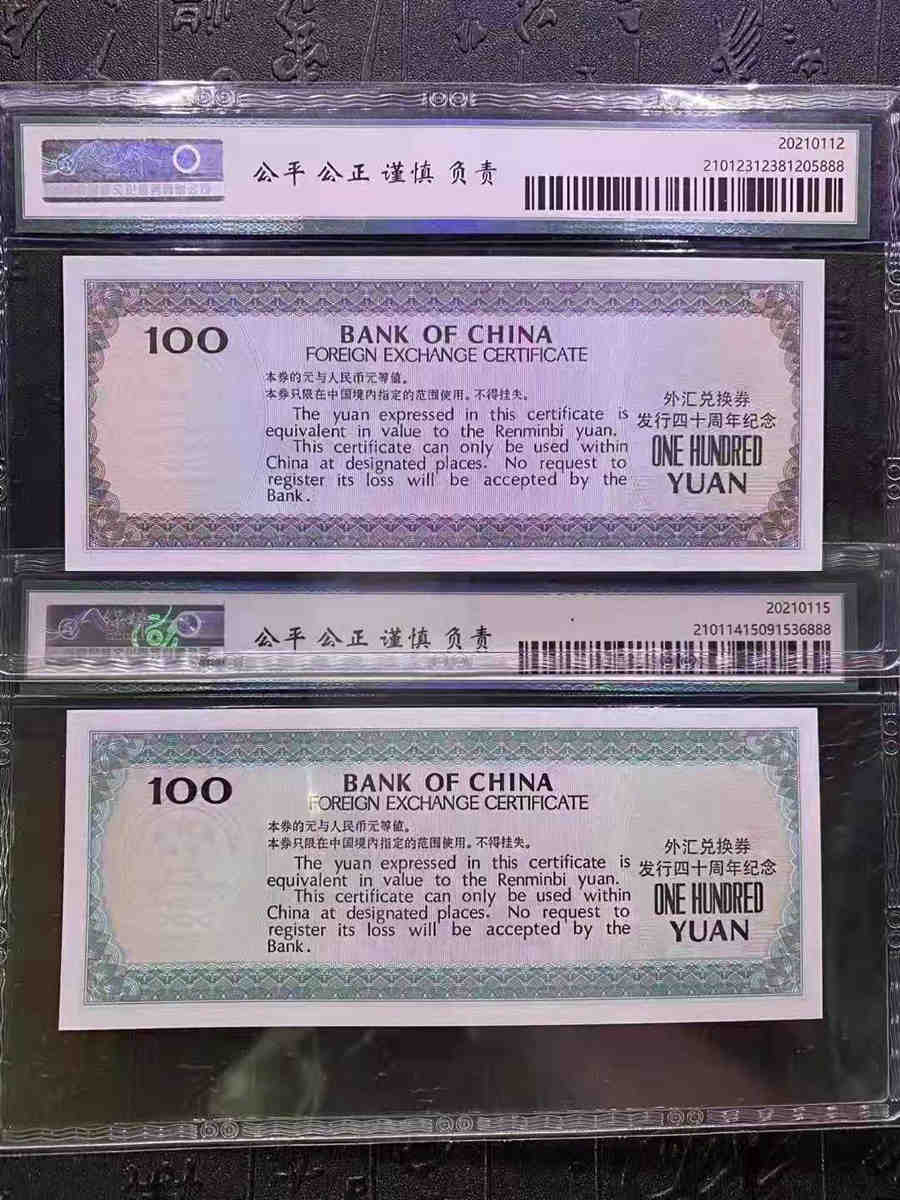 20210112
21012312381205888
公平 公正 谨慎 负责
100
BANK OF CHINA
FOREIGN EXCHANGE CERTIFICATE
本券的元与人民币元等值。
本券只限在中国境内指定的范围使用。不得挂失。
The yuan expressed in this certificate is
equivalent in value to the Renminbi yuan.
This certificate can only be used within
China at designated places. No request to
register its loss will be accepted by the
Bank.
外汇兑换券
发行四十周年纪念
ONE HUNDRED
YUAN
20210115
21011415091536888
公平 公正 谨慎 负责
100
BANK OF CHINA
FOREIGN EXCHANGE CERTIFICATE
本券的元与人民币元等值。
本券只限在中国境内指定的范围使用。不得挂失。
The yuan expressed in this certificate is
equivalent in value to the Renminbi yuan.
This certificate can only be used within
China at designated places. No request to
register its loss will be accepted by the
Bank.
外汇兑换券
发行四十周年纪念
ONE HUNDRED
YUAN